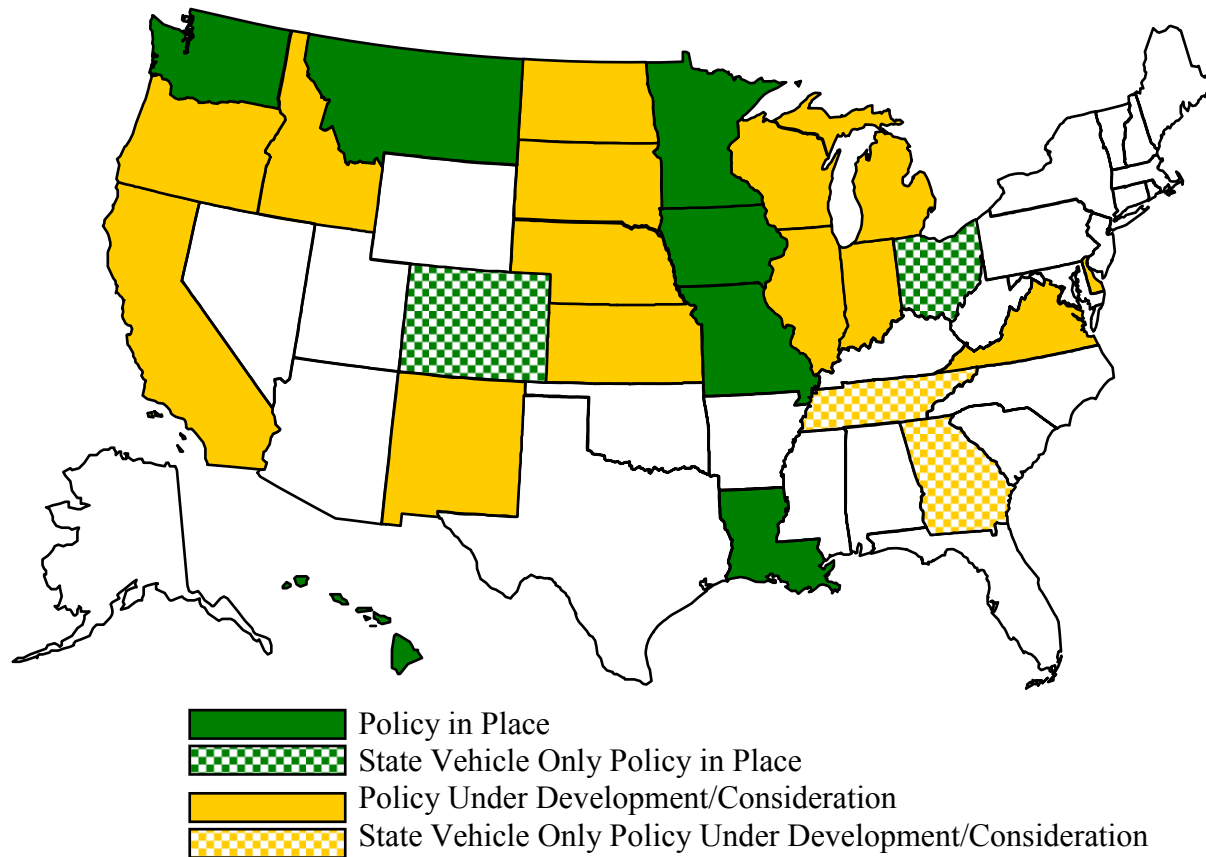 Policy in Place
State Vehicle Only Policy in Place
Policy Under Development/Consideration
State Vehicle Only Policy Under Development/Consideration